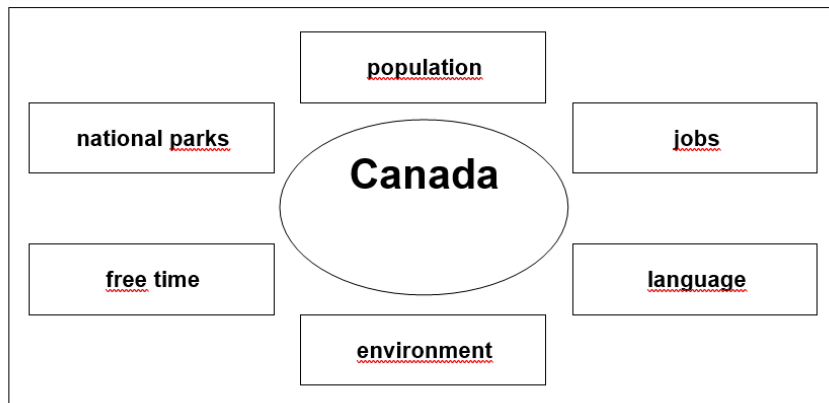 population
national parks
jobs
Canada
free time
language
environment